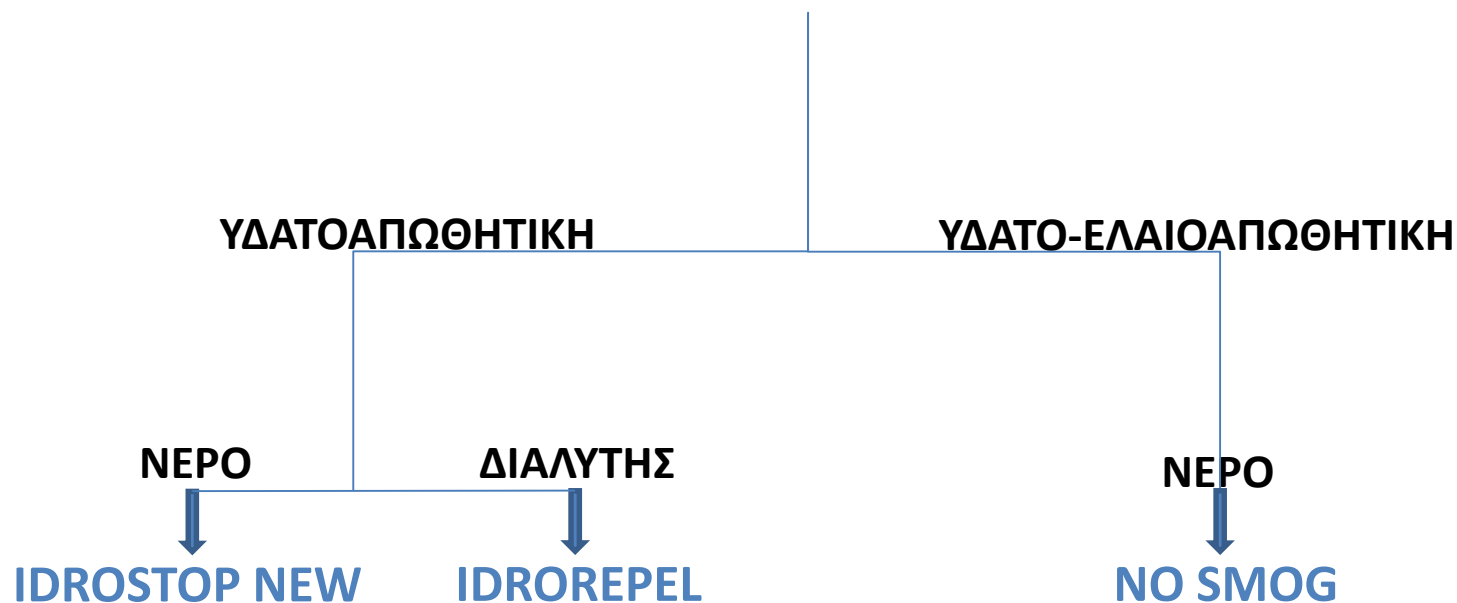 ΥΔΑΤΟΑΠΩΘΗΤΙΚΗ
ΥΔΑΤΟ-ΕΛΑΙΟΑΠΩΘΗΤΙΚΗ
ΝΕΡΟ
ΔΙΑΛΥΤΗΣ
ΝΕΡΟ
IDROSTOP NEW
IDROREPEL
NO SMOG